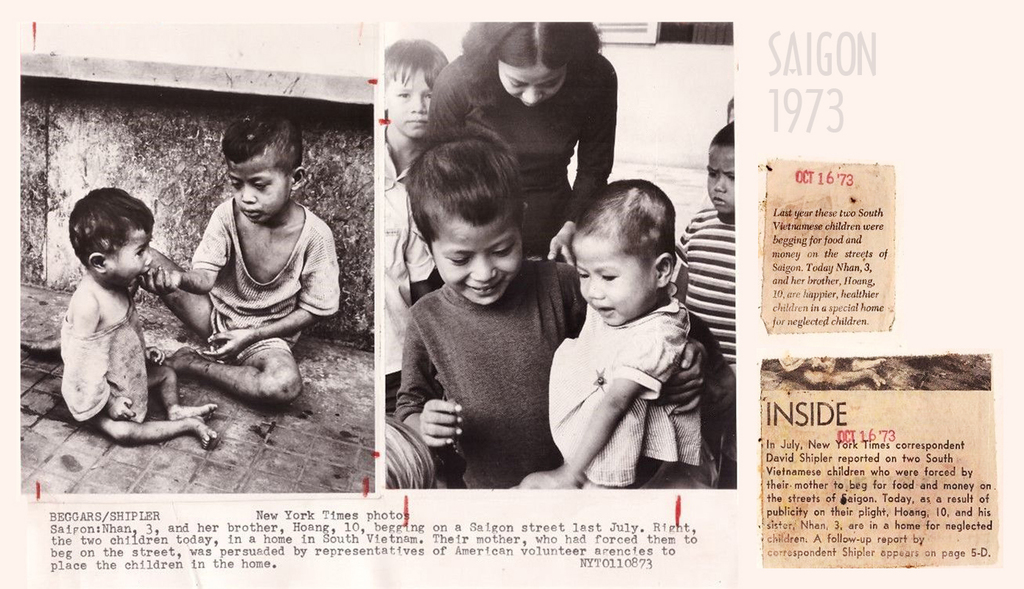 SAIGON
1973
BEGGARS/SHIPLER New York Times photos
Saigon:Nhan, 3, and her brother, Hoang, 10, begging on a Saigon street last July. Right,
the two children today, in a home in South Vietnam. Their mother, who had forced them to
beg on the street, was persuaded by representatives of American volunteer agencies to
place the children in the home. NYT0110873
OCT 16 '73
Last year these two South
Vietnamese children were
begging for food and
money on the streets of
Saigon. Today Nhan, 3,
and her brother, Hoang,
10, are happier, healthier
children in a special home
for neglected children.
INSIDE
OCT 16 '73
In July, New York Times correspondent
David Shipler reported on two South
Vietnamese children who were forced by
their mother to beg for food and money on
the streets of Saigon. Today, as a result of
publicity on their plight, Hoang, 10, and his
sister, Nhan, 3, are in a home for neglected
children. A follow-up report by
correspondent Shipler appears on page 5-D.